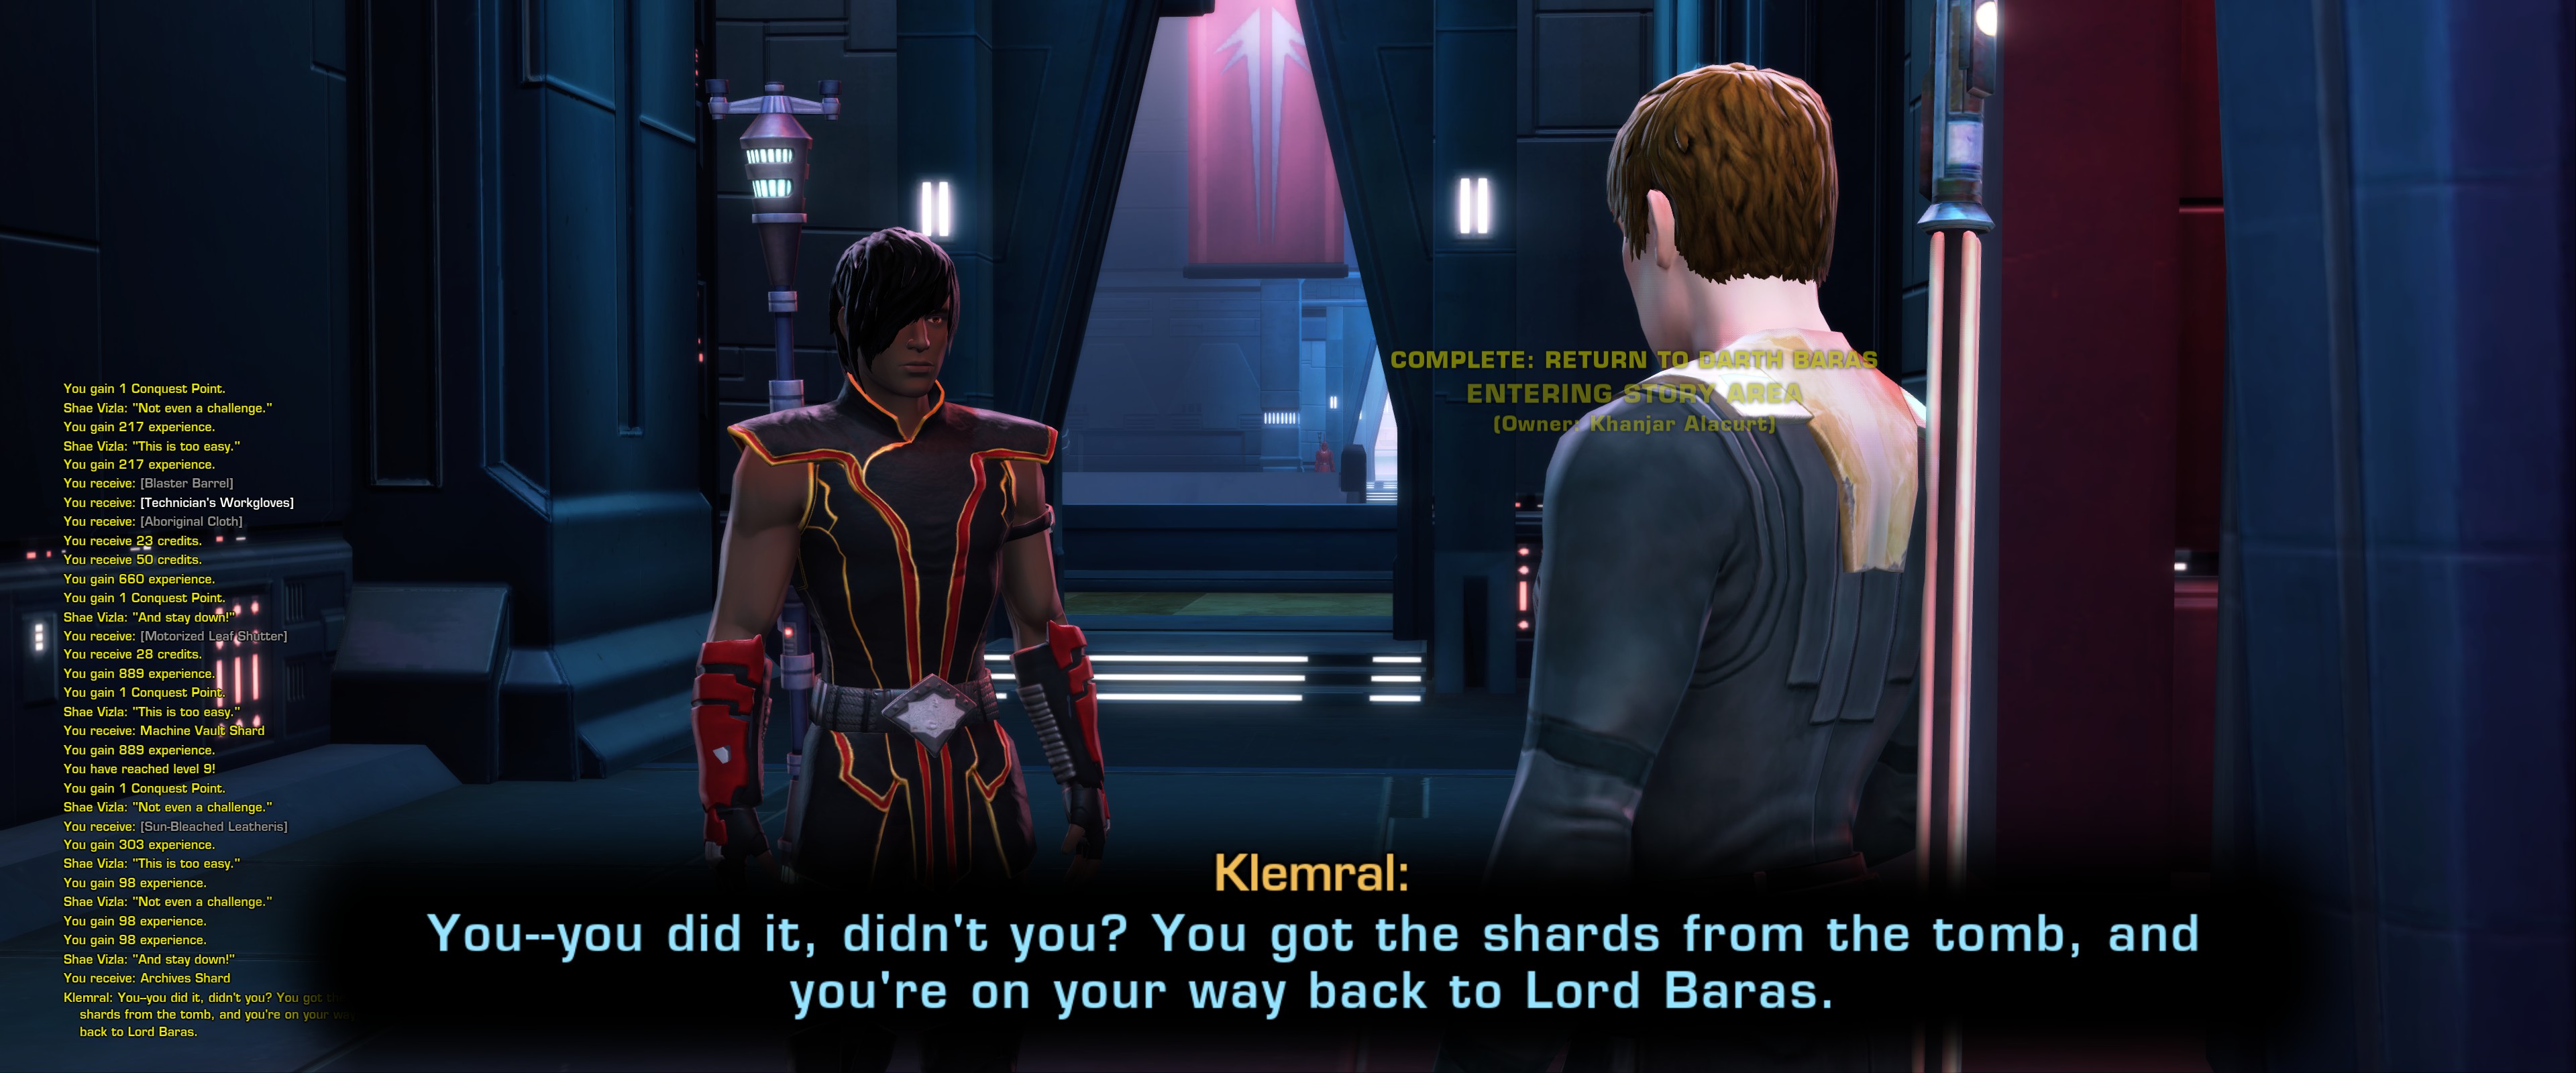 You gain 1 Conquest Point.
Shae Vizla: "Not even a challenge."
You gain 217 experience.
Shae Vizla: "This is too easy."
You gain 217 experience.
You receive: [Blaster Barrel]
You receive: [Technician's Workgloves]
You receive: [Aboriginal Cloth]
You receive 23 credits.
You receive 50 credits.
You gain 660 experience.
You gain 1 Conquest Point.
Shae Vizla: "And stay down!"
You receive: [Motorized Leaf Shutter]
You receive 28 credits.
You gain 889 experience.
You gain 1 Conquest Point.
Shae Vizla: "This is too easy."
You receive: Machine Vault Shard
You gain 889 experience.
You have reached level 9!
You gain 1 Conquest Point.
Shae Vizla: "Not even a challenge."
You receive: [Sun-Bleached Leatheris]
You gain 303 experience.
Shae Vizla: "This is too easy."
You gain 98 experience.
Shae Vizla: "Not even a challenge."
You gain 98 experience.
You gain 98 experience.
Shae Vizla: "And stay down!"
You receive: Archives Shard
Klemral: You--you did it, didn't you? You got the
shards from the tomb, and you're on your way
back to Lord Baras.
COMPLETE: RETURN TO DARTH BARAS
ENTERING STORY AREA
(Owner: Khanjar Alacurt)
Klemral:
You--you did it, didn't you? You got the shards from the tomb, and
you're on your way back to Lord Baras.